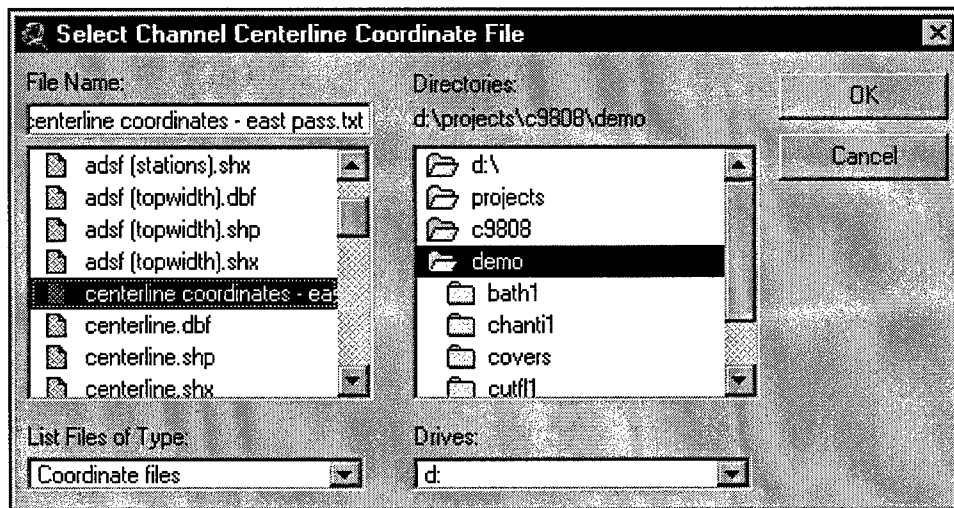 Select Channel Centerline Coordinate File
File Name:
centerline coordinates - east pass.txt
adsf (stations).shx
adsf (topwidth).dbf
adsf (topwidth).shp
adsf (topwidth).shx
centerline coordinates - eas
centerline.dbf
centerline.shp
centerline.shx
List Files of Type:
Coordinate files
Directories:
d:\projects\c9808\demo
d:\
projects
c9808
demo
bath1
chanti1
covers
cutfl1
Drives:
d:
OK
Cancel